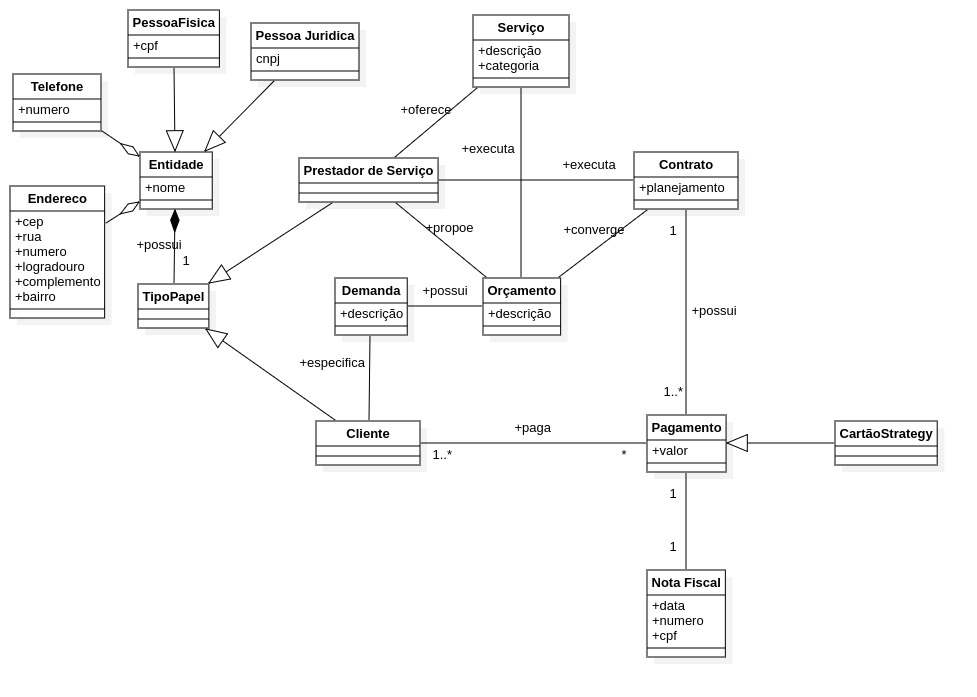 PessoaFisica
+cpf
Pessoa Juridica
cnpj
Serviço
+descrição
+categoria
Telefone
+numero
+oferece
+executa
Entidade
+nome
Prestador de Serviço
+executa
Contrato
+planejamento
Endereco
+cep
+rua
+numero
+logradouro
+complemento
+bairro
+possui
1
+propoe
+converge
1
TipoPapel
Demanda
+descrição
+possui
Orçamento
+descrição
+possui
+especifica
1..*
Cliente
+paga
1..*
*
Pagamento
+valor
CartãoStrategy
1
1
Nota Fiscal
+data
+numero
+cpf